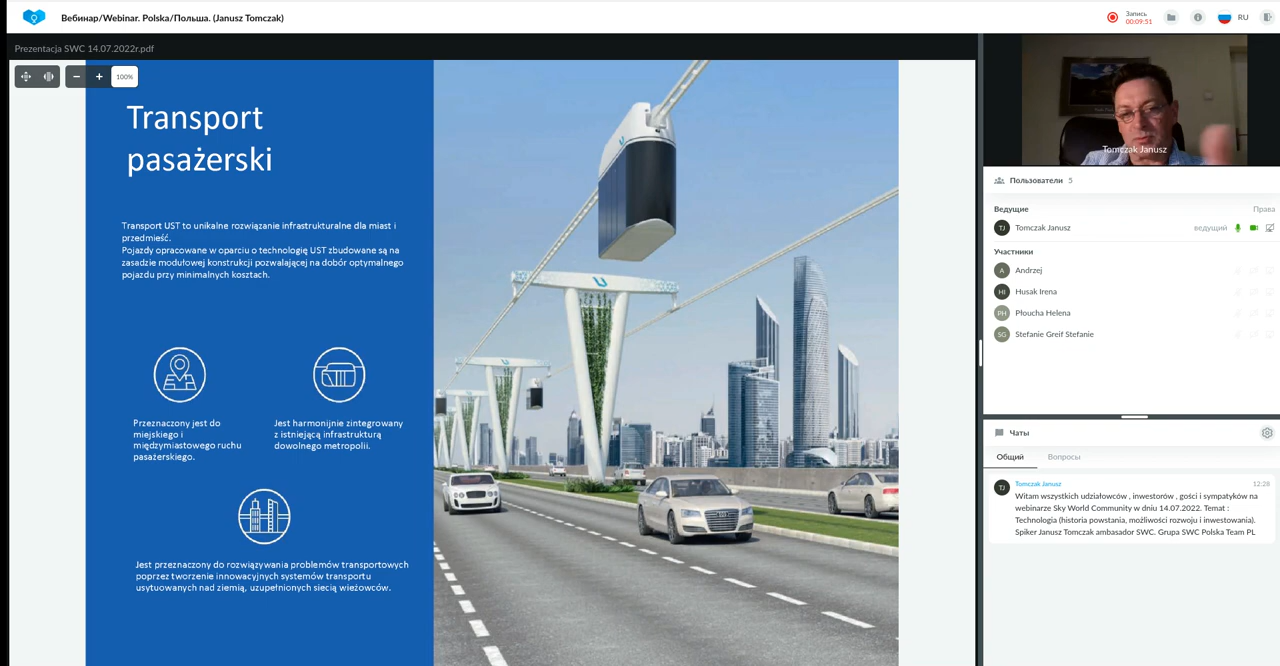 Вебинар/Webinar. Polska/Польша. (Janusz Tomczak)
Запись
00:09:51
RU
Prezentacja SWC 14.07.2022r.pdf
100%
Transport
pasażerski
Transport UST to unikalne rozwiązanie infrastrukturalne dla miast i
przedmieść.
Pojazdy opracowane w oparciu o technologię UST zbudowane są na
zasadzie modułowej konstrukcji pozwalającej na dobór optymalnego
pojazdu przy minimalnych kosztach.
Przeznaczony jest do
miejskiego i
międzymiastowego ruchu
pasażerskiego.
Jest harmonijnie zintegrowany
z istniejącą infrastrukturą
dowolnego metropolii.
Jest przeznaczony do rozwiązywania problemów transportowych
poprzez tworzenie innowacyjnych systemów transportu
usytuowanych nad ziemią, uzupełnionych siecią wieżowców.
Tomczak Janusz
Пользователи 5
Ведущие Права
TJ Tomczak Janusz ведущий
Участники
A Andrzej
HI Husak Irena
PH Płoucha Helena
SG Stefanie Greif Stefanie
Чаты
Общий Вопросы
TJ Tomczak Janusz 12:28
Witam wszystkich udziałowców , inwestorów , gości i sympatyków na
webinarze Sky World Community w dniu 14.07.2022. Temat :
Technologia (historia powstania, możliwości rozwoju i inwestowania).
Spiker Janusz Tomczak ambasador SWC. Grupa SWC Polska Team PL